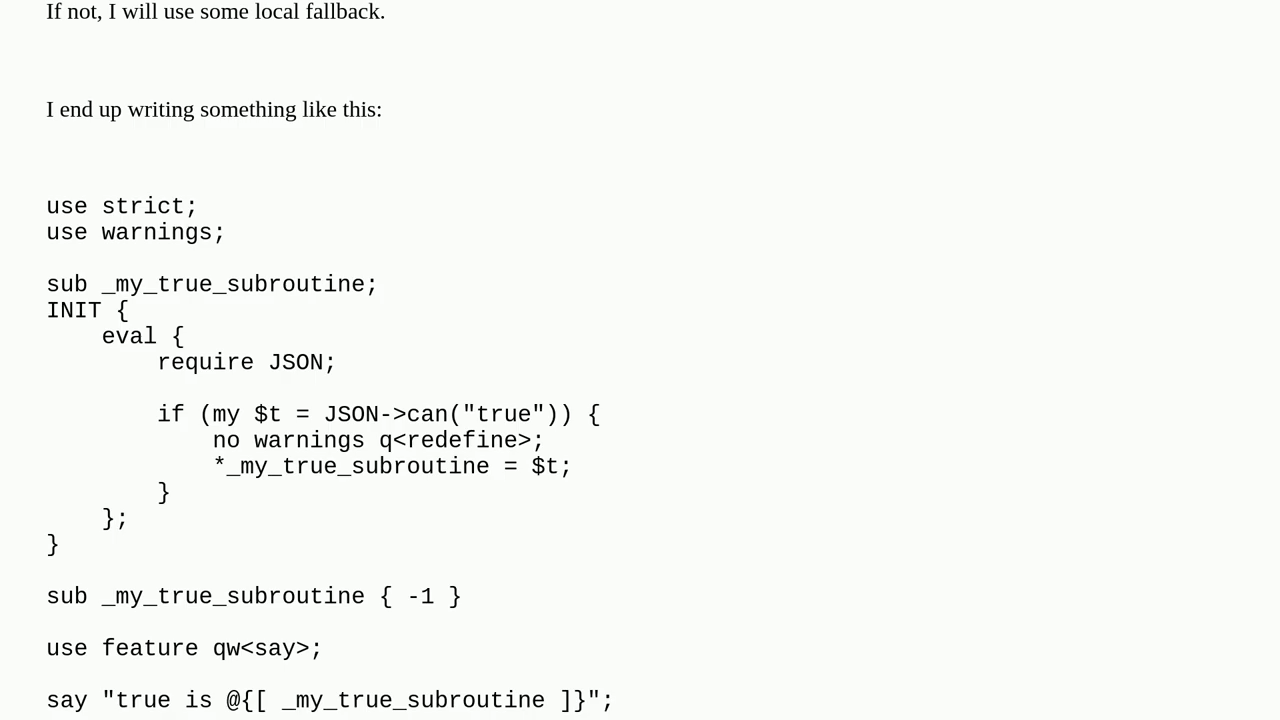 If not, I will use some local fallback.
I end up writing something like this:
use strict;
use warnings;
sub _my_true_subroutine;
INIT {
    eval {
        require JSON;
        if (my $t = JSON->can("true")) {
            no warnings q<redefine>;
            *_my_true_subroutine = $t;
        }
    };
}
sub _my_true_subroutine { -1 }
use feature qw<say>;
say "true is @{[ _my_true_subroutine ]}";